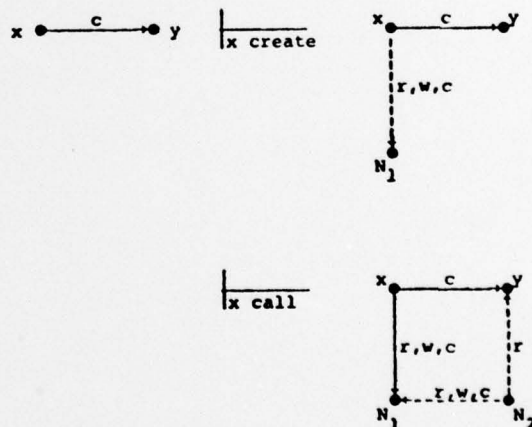 x c y
x create
x c y
r,w,c
N1
x call
x c y
r,w,c
r
r,w,c
N1 N2